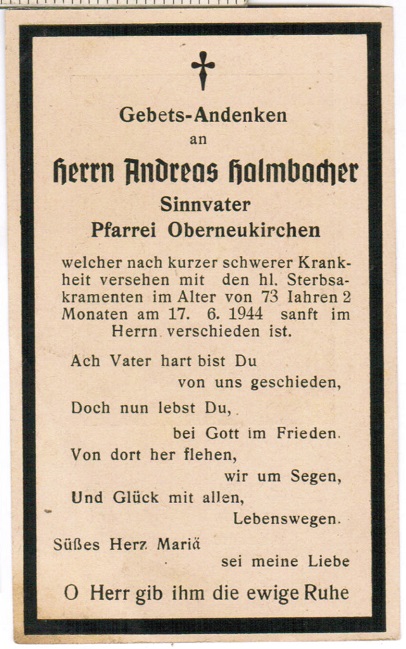 Gebets-Andenken
an
Herrn Andreas Halmbacher
Sinnvater
Pfarrei Oberneukirchen
welcher nach kurzer schwerer Krank-
heit versehen mit den hl. Sterbsa-
kramenten im Alter von 73 Iahren 2
Monaten am 17. 6. 1944 sanft im
Herrn verschieden ist.
Ach Vater hart bist Du
von uns geschieden,
Doch nun lebst Du,
bei Gott im Frieden.
Von dort her flehen,
wir um Segen,
Und Glück mit allen,
Lebenswegen.
Süßes Herz Mariä
sei meine Liebe
O Herr gib ihm die ewige Ruhe